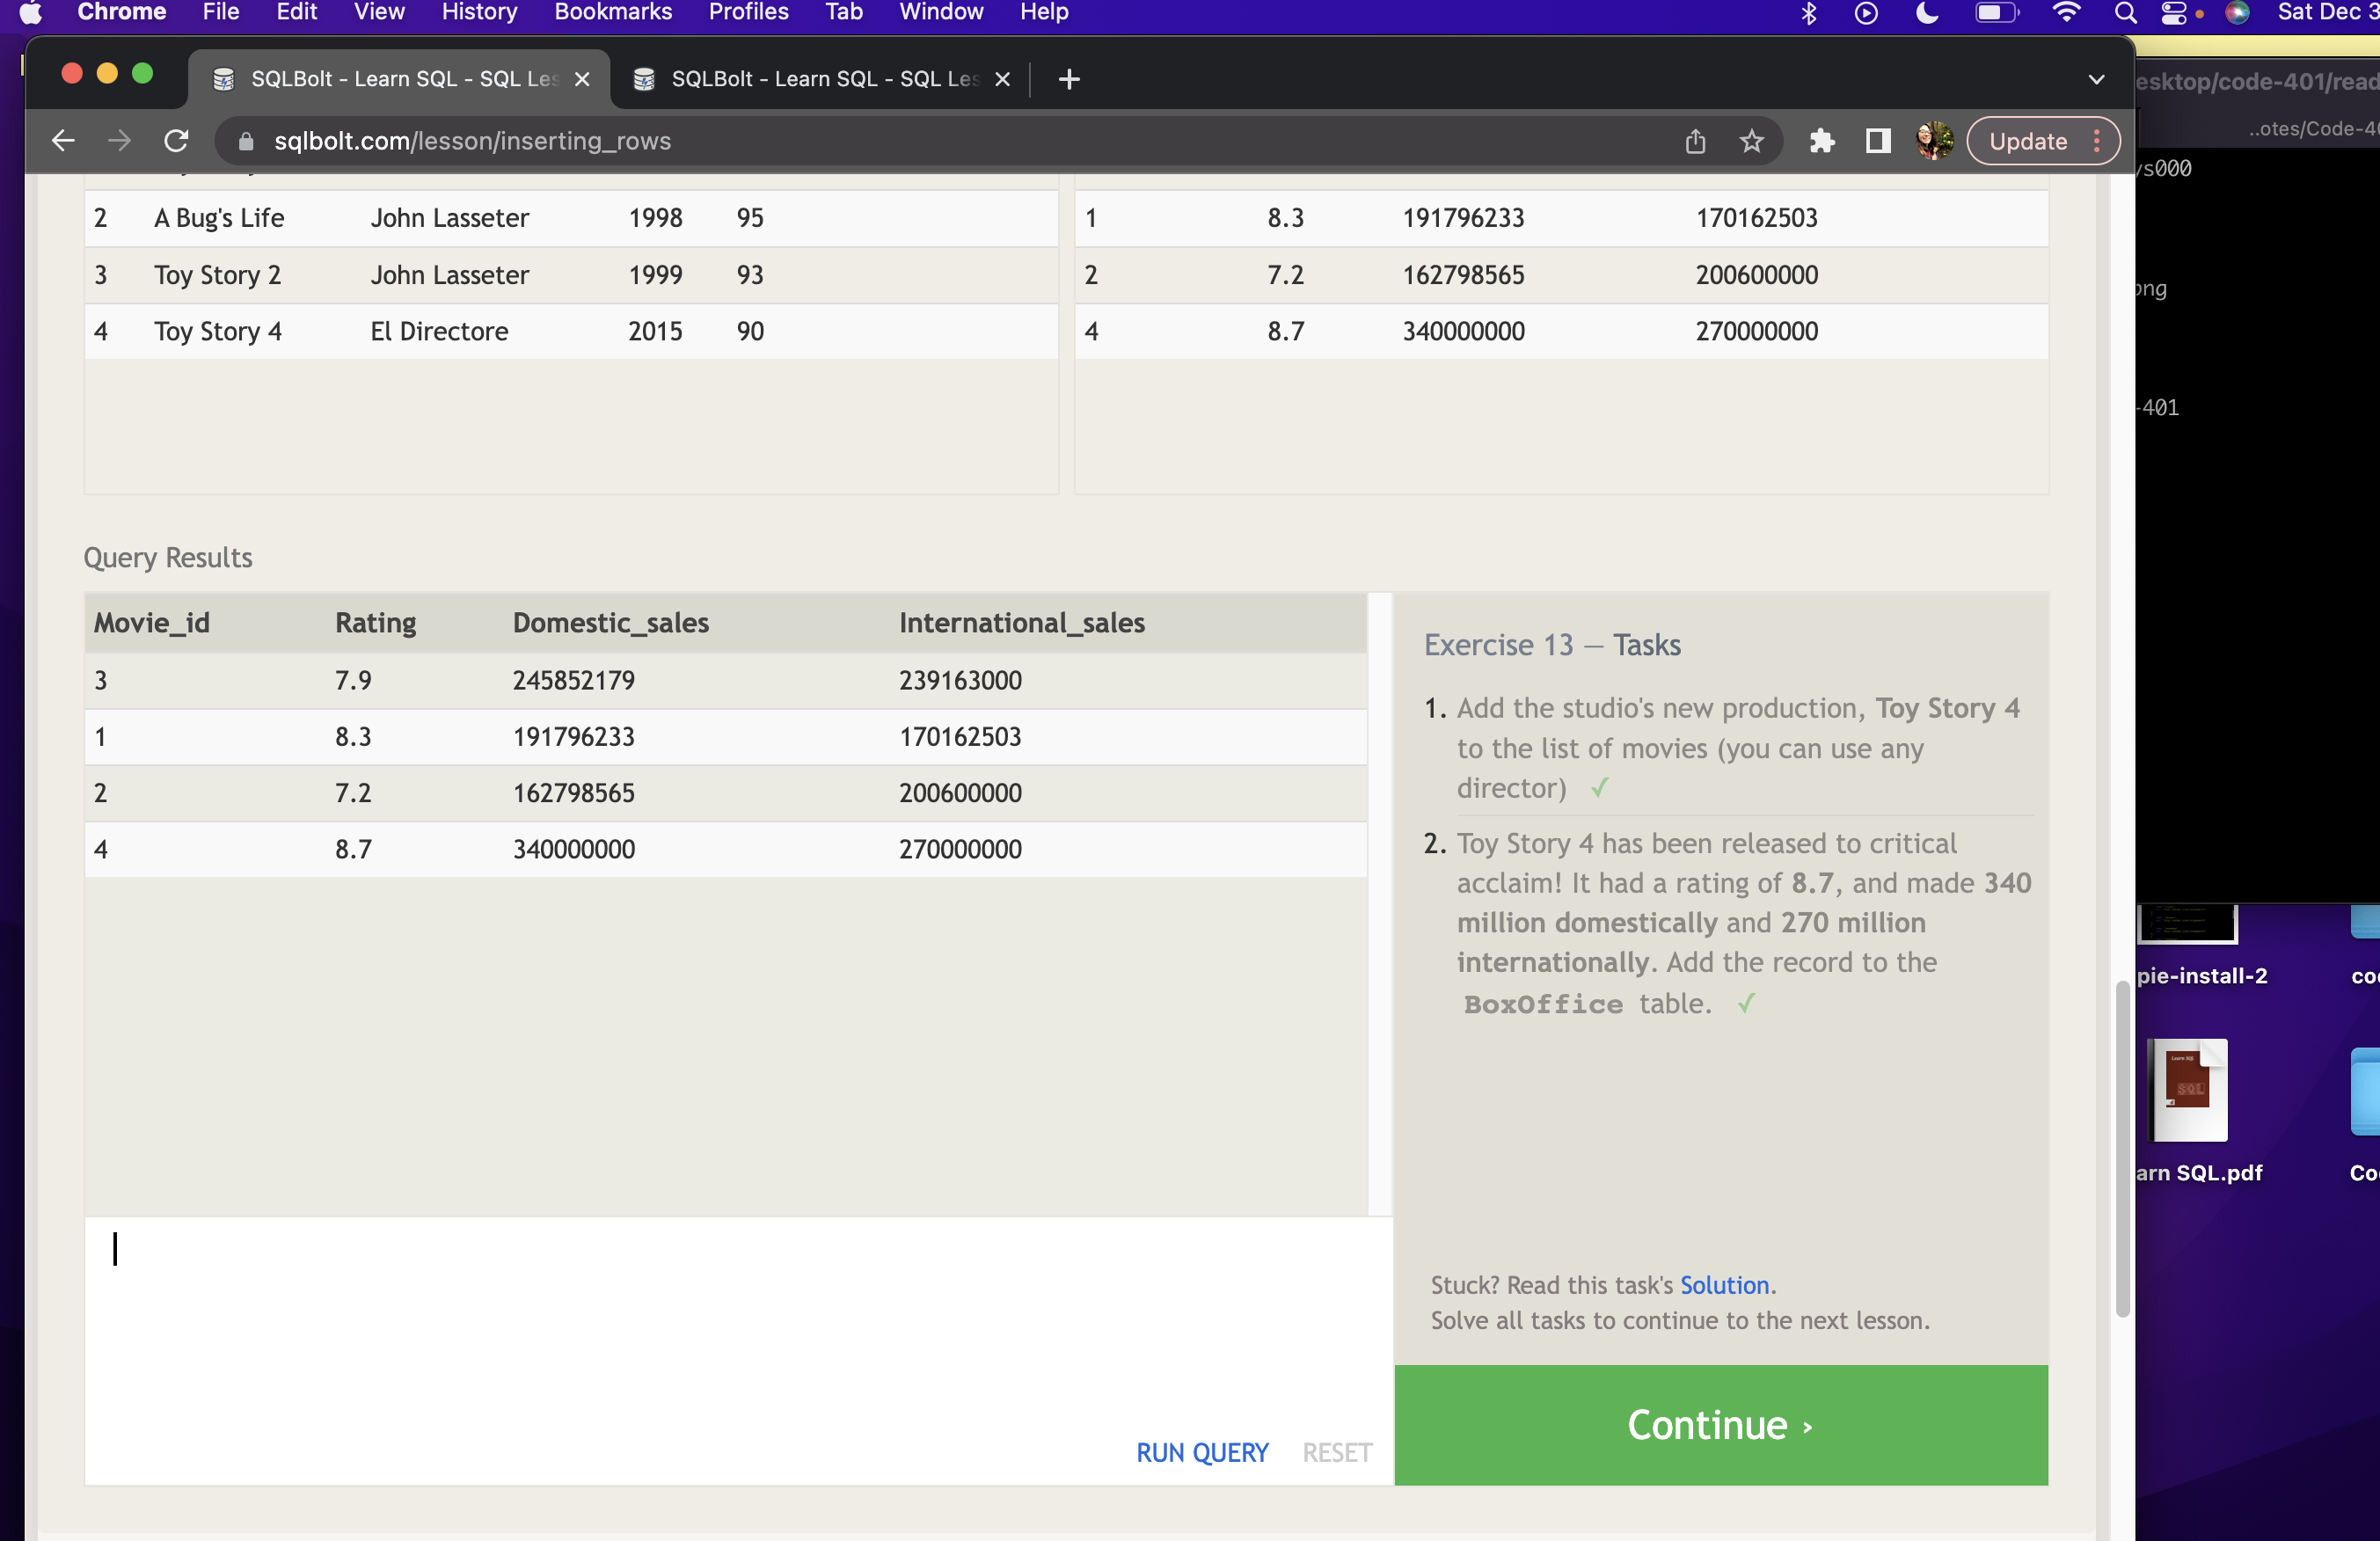 Chrome File Edit View History Bookmarks Profiles Tab Window Help Sat Dec 3
SQLBolt - Learn SQL - SQL Les SQLBolt - Learn SQL - SQL Les
esktop/code-401/read
sqlbolt.com/lesson/inserting_rows Update
..otes/Code-40
/s000
2 A Bug's Life John Lasseter 1998 95
1 8.3 191796233 170162503
3 Toy Story 2 John Lasseter 1999 93
2 7.2 162798565 200600000
4 Toy Story 4 El Directore 2015 90
4 8.7 340000000 270000000
-401
Query Results
Movie_id Rating Domestic_sales International_sales
3 7.9 245852179 239163000
1 8.3 191796233 170162503
2 7.2 162798565 200600000
4 8.7 340000000 270000000
Exercise 13 — Tasks
1. Add the studio's new production, Toy Story 4
to the list of movies (you can use any
director) ✓
2. Toy Story 4 has been released to critical
acclaim! It had a rating of 8.7, and made 340
million domestically and 270 million
internationally. Add the record to the
BoxOffice table. ✓
Stuck? Read this task's Solution.
Solve all tasks to continue to the next lesson.
RUN QUERY RESET
Continue ›
pie-install-2
Learn SQL
SQL
arn SQL.pdf